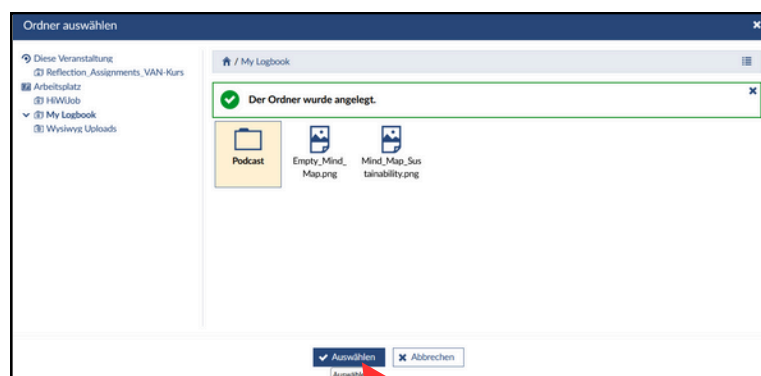 Ordner auswählen
Diese Veranstaltung
Reflection_Assignments_VAN-Kurs
Arbeitsplatz
HiWiJob
My Logbook
Wysiwyg Uploads
/ My Logbook
Der Ordner wurde angelegt.
Podcast
Empty_Mind_
Map.png
Mind_Map_Sus
tainability.png
Auswählen
Abbrechen